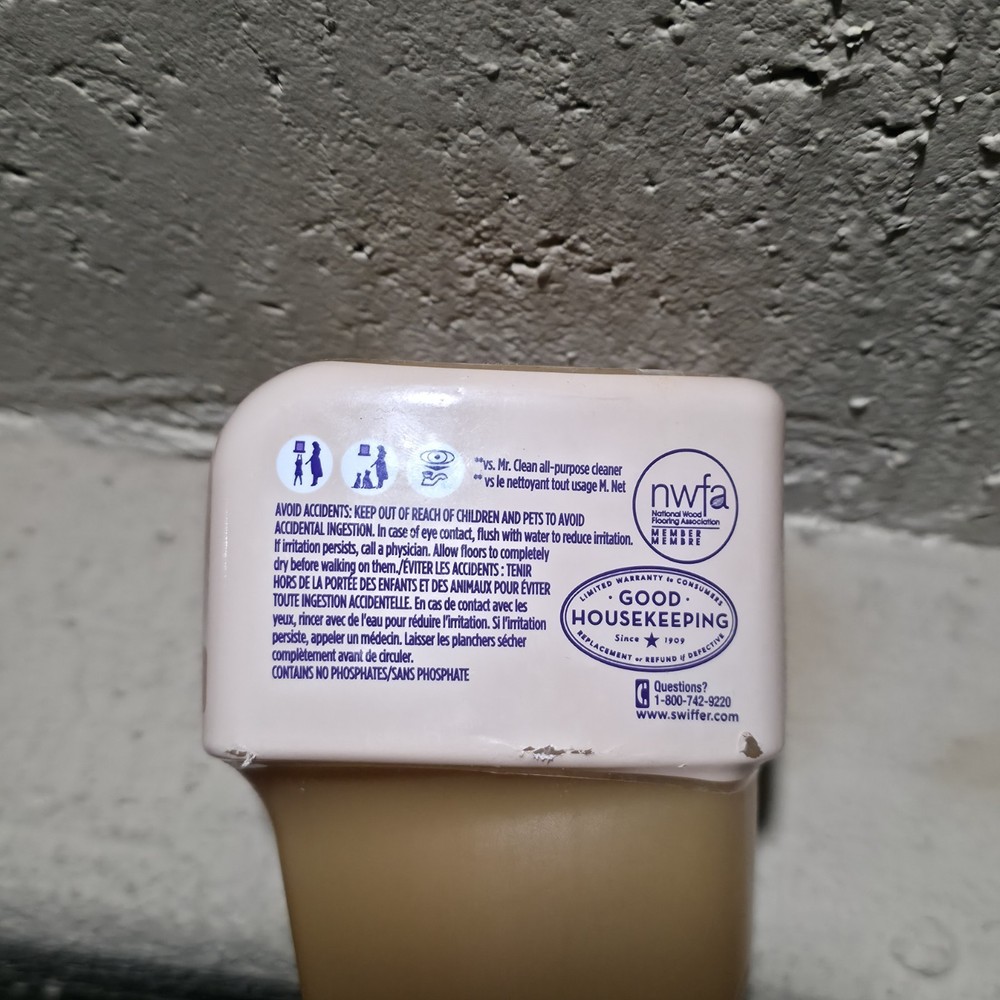 **vs. Mr. Clean all-purpose cleaner
** vs le nettoyant tout usage M. Net
nwfa
National Wood
Flooring Association
MEMBER
MEMBRE
AVOID ACCIDENTS: KEEP OUT OF REACH OF CHILDREN AND PETS TO AVOID
ACCIDENTAL INGESTION. In case of eye contact, flush with water to reduce irritation.
If irritation persists, call a physician. Allow floors to completely
dry before walking on them./ÉVITER LES ACCIDENTS : TENIR
HORS DE LA PORTÉE DES ENFANTS ET DES ANIMAUX POUR ÉVITER
TOUTE INGESTION ACCIDENTELLE. En cas de contact avec les
yeux, rincer avec de l'eau pour réduire l'irritation. Si l'irritation
persiste, appeler un médecin. Laisser les planchers sécher
complètement avant de circuler.
CONTAINS NO PHOSPHATES/SANS PHOSPHATE
LIMITED WARRANTY to CONSUMERS
· GOOD ·
HOUSEKEEPING
Since ★ 1909
REPLACEMENT or REFUND if DEFECTIVE
Questions?
1-800-742-9220
www.swiffer.com